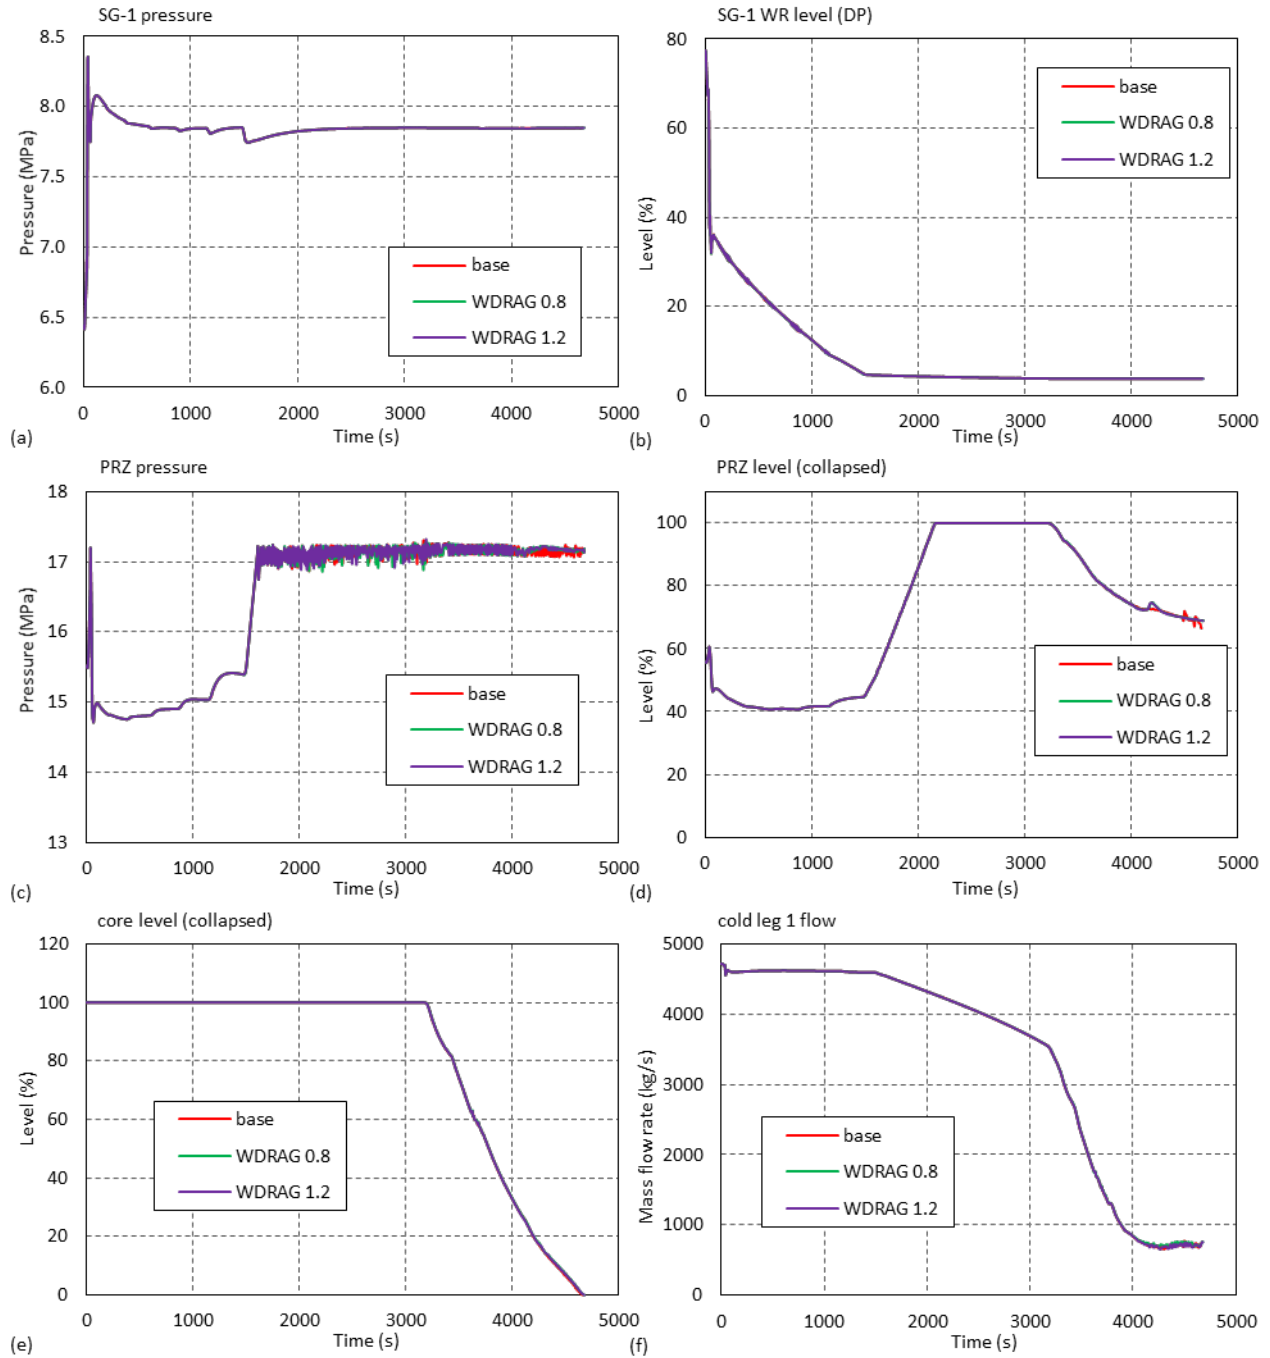 SG-1 pressure
8.5
8.0
7.5
7.0
6.5
6.0
Pressure (MPa)
base
WDRAG 0.8
WDRAG 1.2
0 1000 2000 3000 4000 5000
Time (s)
(a)
SG-1 WR level (DP)
80
60
40
20
0
Level (%)
base
WDRAG 0.8
WDRAG 1.2
0 1000 2000 3000 4000 5000
Time (s)
(b)
PRZ pressure
18
17
16
15
14
13
Pressure (MPa)
base
WDRAG 0.8
WDRAG 1.2
0 1000 2000 3000 4000 5000
Time (s)
(c)
PRZ level (collapsed)
100
80
60
40
20
0
Level (%)
base
WDRAG 0.8
WDRAG 1.2
0 1000 2000 3000 4000 5000
Time (s)
(d)
core level (collapsed)
120
100
80
60
40
20
0
Level (%)
base
WDRAG 0.8
WDRAG 1.2
0 1000 2000 3000 4000 5000
Time (s)
(e)
cold leg 1 flow
5000
4000
3000
2000
1000
0
Mass flow rate (kg/s)
base
WDRAG 0.8
WDRAG 1.2
0 1000 2000 3000 4000 5000
Time (s)
(f)